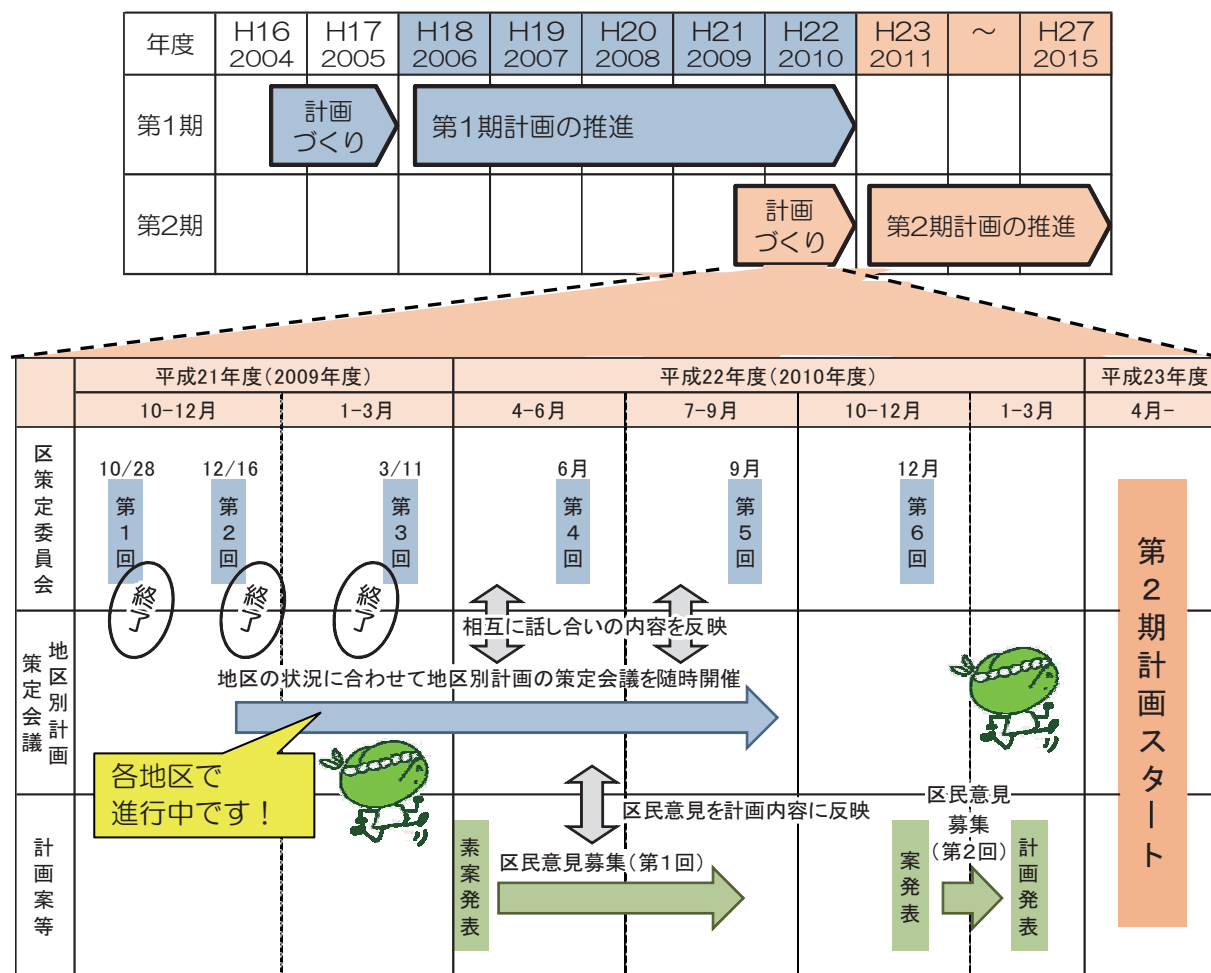 年度
H16
2004
H17
2005
H18
2006
H19
2007
H20
2008
H21
2009
H22
2010
H23
2011
～
H27
2015
第1期
計画
づくり
第1期計画の推進
第2期
計画
づくり
第2期計画の推進
平成21年度(2009年度)
平成22年度(2010年度)
平成23年度
10-12月
1-3月
4-6月
7-9月
10-12月
1-3月
4月-
区策定委員会
10/28
第1回
12/16
第2回
3/11
第3回
6月
第4回
9月
第5回
12月
第6回
終了
終了
終了
第2期計画スタート
相互に話し合いの内容を反映
地区別計画
策定会議
地区の状況に合わせて地区別計画の策定会議を随時開催
各地区で
進行中です！
区民意見を計画内容に反映
計画案等
素案発表
区民意見募集(第1回)
案発表
区民意見
募集
(第2回)
計画発表